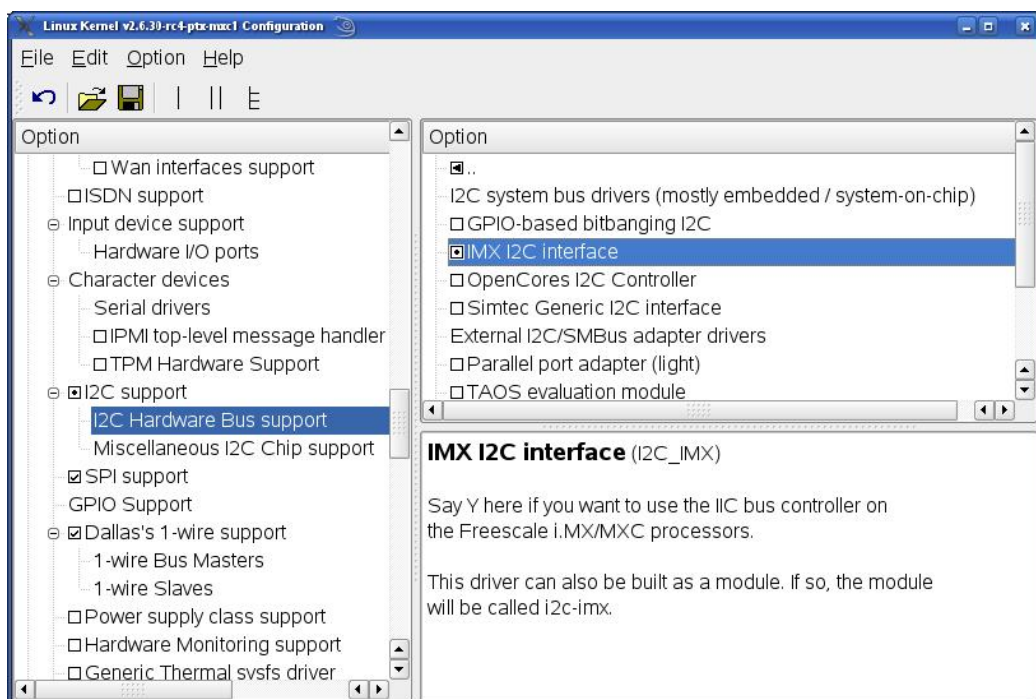 Linux Kernel v2.6.30-rc4-ptx-mxc1 Configuration
File Edit Option Help
Option
Wan interfaces support
ISDN support
Input device support
Hardware I/O ports
Character devices
Serial drivers
IPMI top-level message handler
TPM Hardware Support
I2C support
I2C Hardware Bus support
Miscellaneous I2C Chip support
SPI support
GPIO Support
Dallas's 1-wire support
1-wire Bus Masters
1-wire Slaves
Power supply class support
Hardware Monitoring support
Generic Thermal sysfs driver
Option
..
I2C system bus drivers (mostly embedded / system-on-chip)
GPIO-based bitbanging I2C
IMX I2C interface
OpenCores I2C Controller
Simtec Generic I2C interface
External I2C/SMBus adapter drivers
Parallel port adapter (light)
TAOS evaluation module
IMX I2C interface (I2C_IMX)
Say Y here if you want to use the IIC bus controller on
the Freescale i.MX/MXC processors.
This driver can also be built as a module. If so, the module
will be called i2c-imx.